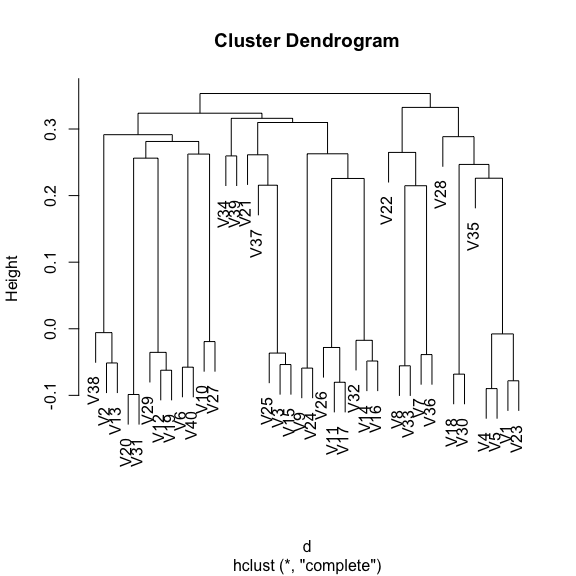 Cluster Dendrogram
Height
0.3
0.2
0.1
0.0
-0.1
V38
V2
V13
V20
V31
V29
V12
V19
V6
V40
V10
V27
V34
V39
V21
V37
V25
V3
V15
V9
V24
V26
V11
V17
V32
V14
V16
V22
V8
V33
V7
V36
V28
V18
V30
V35
V4
V5
V1
V23
d
hclust (*, "complete")